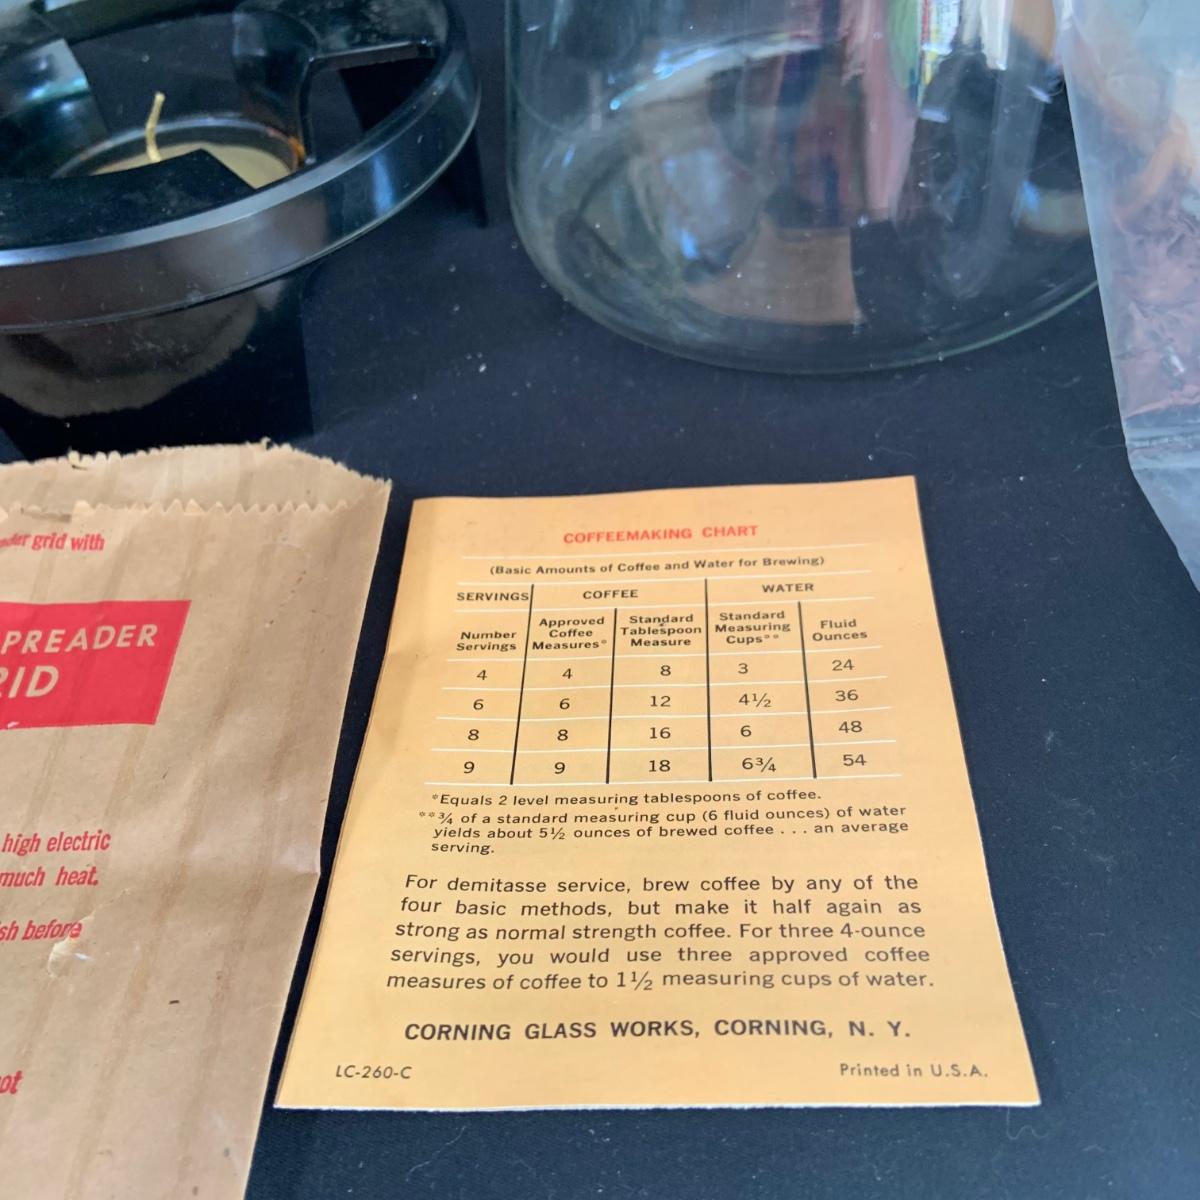 grid with
PREADER
high electric
much heat.
before
COFFEEMAKING CHART
(Basic Amounts of Coffee and Water for Brewing)
SERVINGS COFFEE WATER
Number Servings Approved Coffee Measures* Standard Tablespoon Measure Standard Measuring Cups** Fluid Ounces
4 4 8 3 24
6 6 12 4½ 36
8 8 16 6 48
9 9 18 6¾ 54
*Equals 2 level measuring tablespoons of coffee.
**¾ of a standard measuring cup (6 fluid ounces) of water
yields about 5½ ounces of brewed coffee . . . an average
serving.
For demitasse service, brew coffee by any of the
four basic methods, but make it half again as
strong as normal strength coffee. For three 4-ounce
servings, you would use three approved coffee
measures of coffee to 1½ measuring cups of water.
CORNING GLASS WORKS, CORNING, N. Y.
LC-260-C Printed in U.S.A.